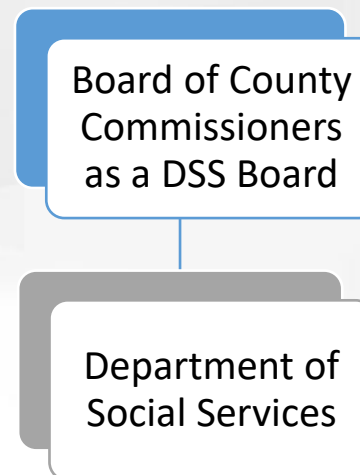 Board of County
Commissioners
as a DSS Board
Department of
Social Services